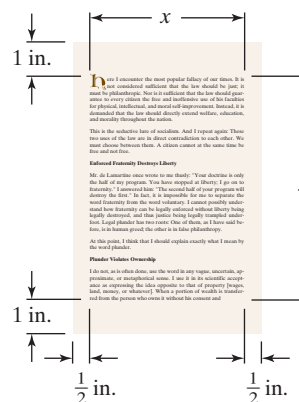 x
1 in.
here I encounter the most popular fallacy of our times. It is
not considered sufficient that the law should be just; it
must be philanthropic. Nor is it sufficient that the law should guar-
antee to every citizen the free and inoffensive use of his faculties
for physical, intellectual, and moral self-improvement. Instead, it is
demanded that the law should directly extend welfare, education,
and morality throughout the nation.
This is the seductive lure of socialism. And I repeat again: These
two uses of the law are in direct contradiction to each other. We
must choose between them. A citizen cannot at the same time be
free and not free.
Enforced Fraternity Destroys Liberty
Mr. de Lamartine once wrote to me thusly: "Your doctrine is only
the half of my program. You have stopped at liberty; I go on to
fraternity." I answered him: "The second half of your program will
destroy the first." In fact, it is impossible for me to separate the
word fraternity from the word voluntary. I cannot possibly under-
stand how fraternity can be legally enforced without liberty being
legally destroyed, and thus justice being legally trampled under-
foot. Legal plunder has two roots: One of them, as I have said be-
fore, is in human greed; the other is in false philanthropy.
At this point, I think that I should explain exactly what I mean by
the word plunder.
Plunder Violates Ownership
I do not, as is often done, use the word in any vague, uncertain, ap-
proximate, or metaphorical sense. I use it in its scientific accept-
ance as expressing the idea opposite to that of property [wages,
land, money, or whatever]. When a portion of wealth is transfer-
red from the person who owns it without his consent and
1 in.
1/2 in. 1/2 in.